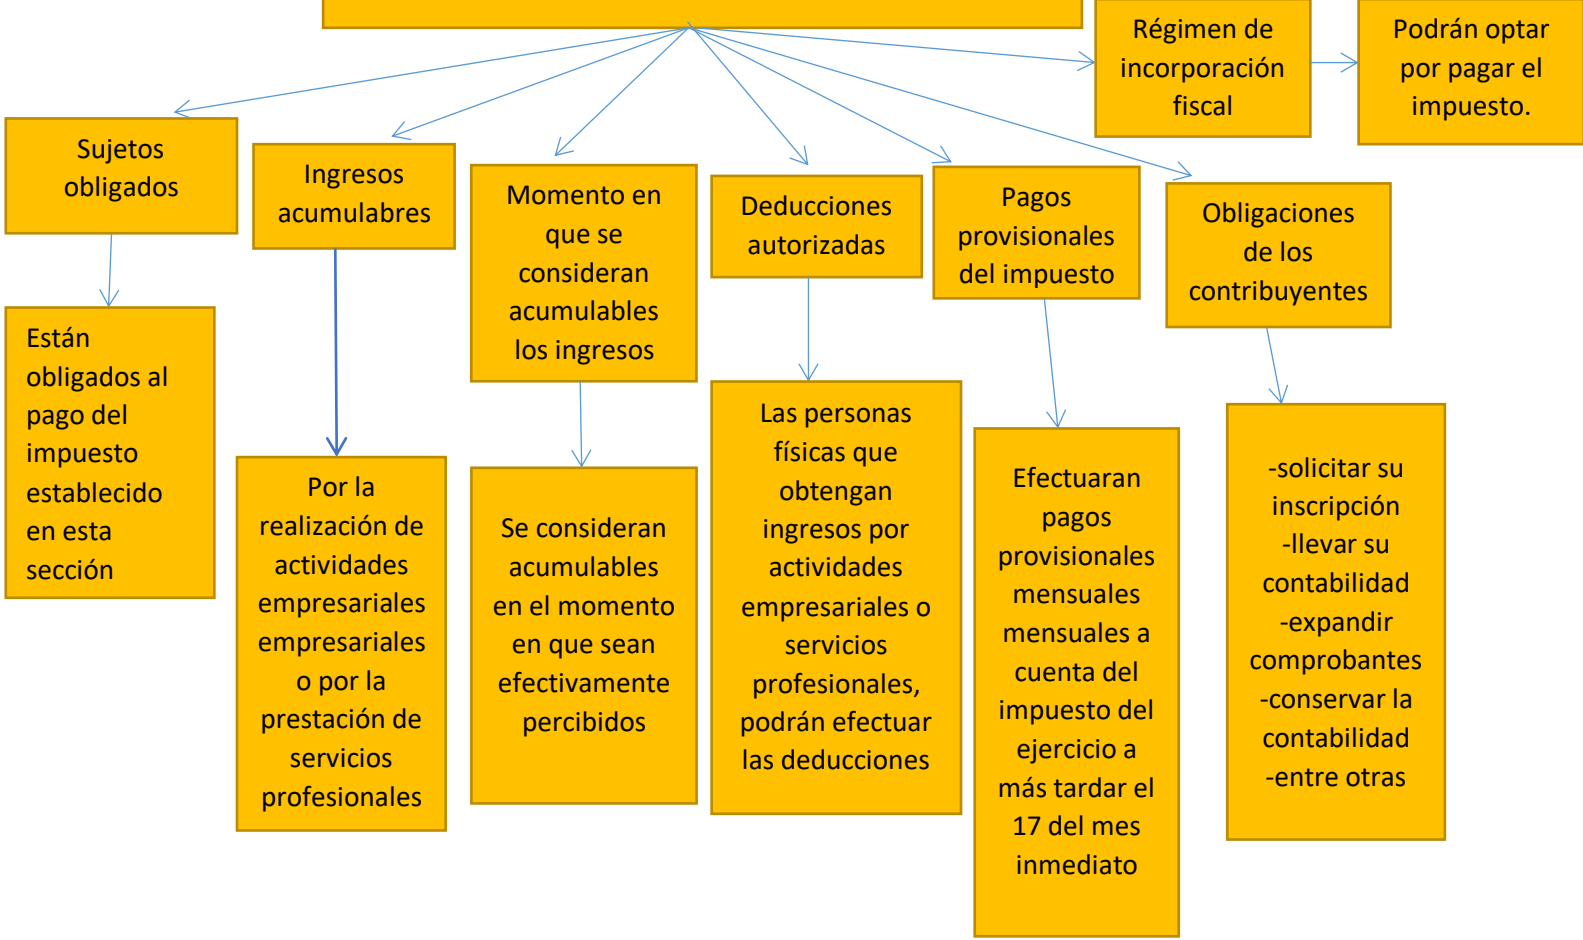 Régimen de
incorporación
fiscal
Podrán optar
por pagar el
impuesto.
Sujetos
obligados
Ingresos
acumulabres
Momento en
que se
consideran
acumulables
los ingresos
Deducciones
autorizadas
Pagos
provisionales
del impuesto
Obligaciones
de los
contribuyentes
Están
obligados al
pago del
impuesto
establecido
en esta
sección
Por la
realización de
actividades
empresariales
empresariales
o por la
prestación de
servicios
profesionales
Se consideran
acumulables
en el momento
en que sean
efectivamente
percibidos
Las personas
físicas que
obtengan
ingresos por
actividades
empresariales o
servicios
profesionales,
podrán efectuar
las deducciones
Efectuaran
pagos
provisionales
mensuales
mensuales a
cuenta del
impuesto del
ejercicio a
más tardar el
17 del mes
inmediato
-solicitar su
inscripción
-llevar su
contabilidad
-expandir
comprobantes
-conservar la
contabilidad
-entre otras